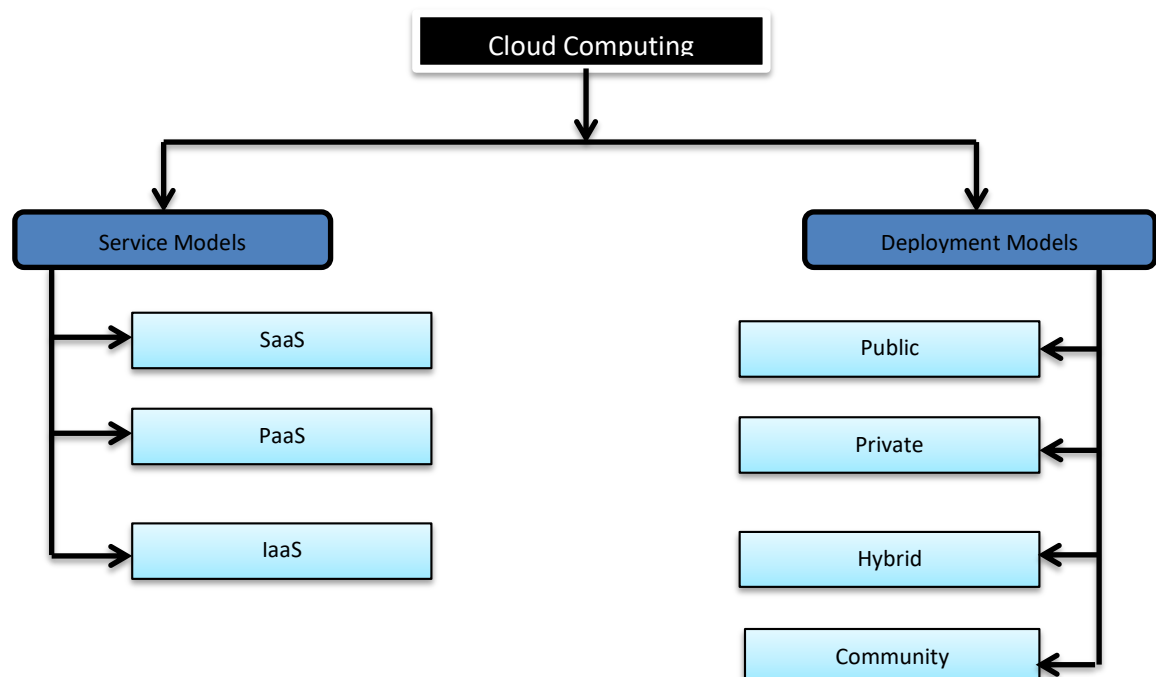 Cloud Computing
Service Models
Deployment Models
SaaS
PaaS
IaaS
Public
Private
Hybrid
Community